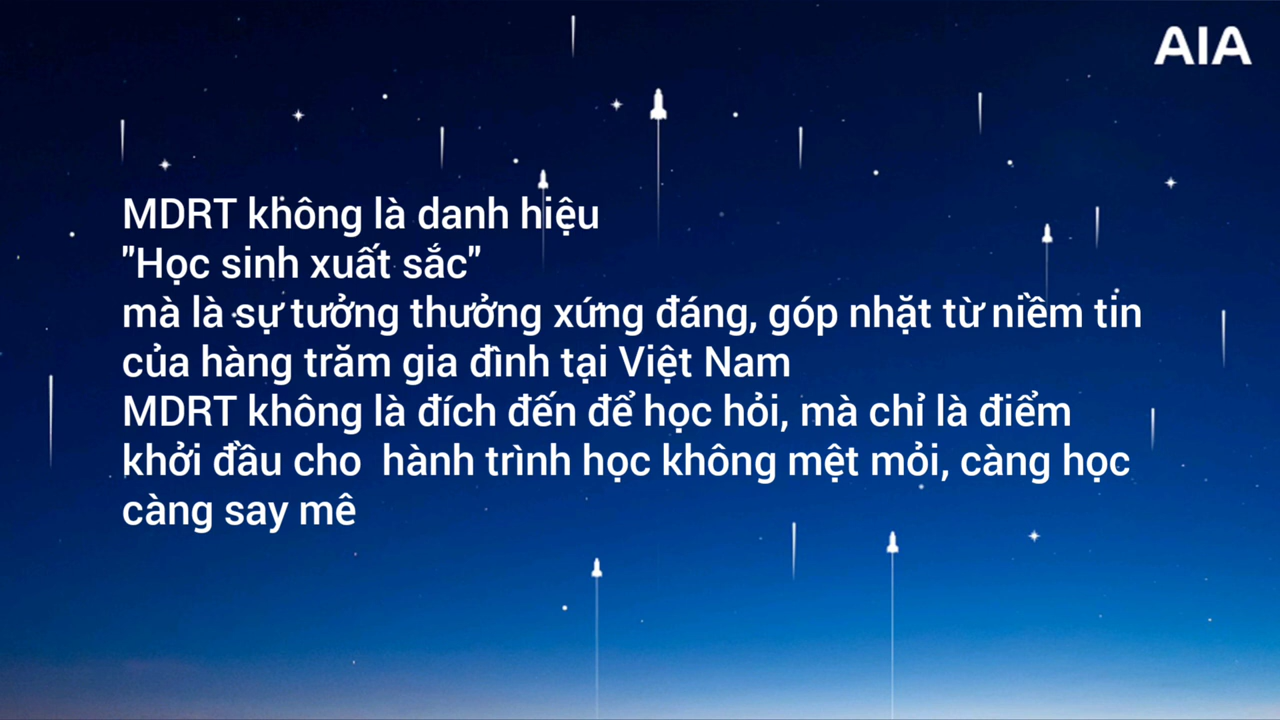 AIA
MDRT không là danh hiệu
"Học sinh xuất sắc"
mà là sự tưởng thưởng xứng đáng, góp nhặt từ niềm tin
của hàng trăm gia đình tại Việt Nam
MDRT không là đích đến để học hỏi, mà chỉ là điểm
khởi đầu cho  hành trình học không mệt mỏi, càng học
càng say mê